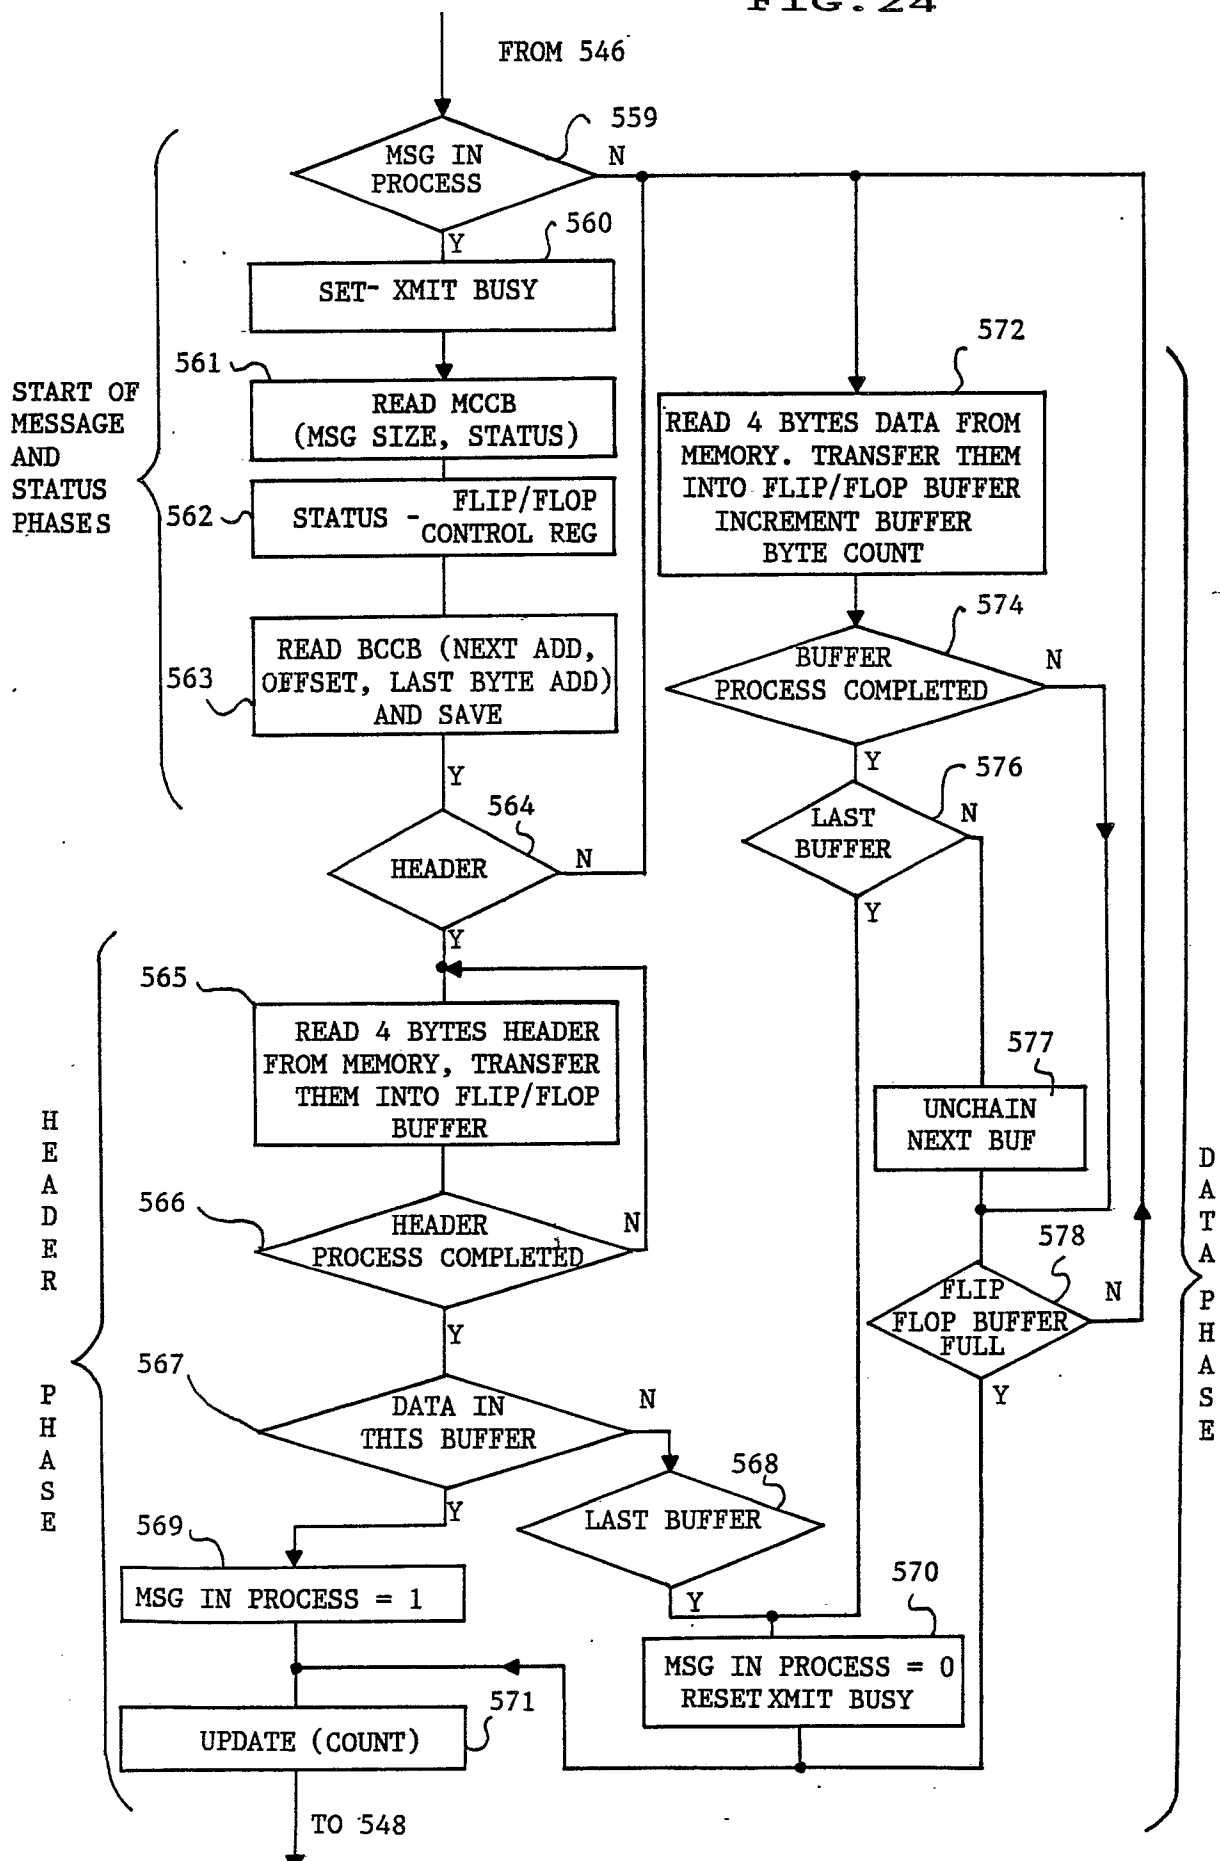 FIG.24
FROM 546
559
MSG IN
PROCESS
N
Y
560
SET- XMIT BUSY
561
READ MCCB
(MSG SIZE, STATUS)
562
STATUS - FLIP/FLOP
CONTROL REG
563
READ BCCB (NEXT ADD,
OFFSET, LAST BYTE ADD)
AND SAVE
START OF
MESSAGE
AND
STATUS
PHASES
Y
564
HEADER
N
Y
565
READ 4 BYTES HEADER
FROM MEMORY, TRANSFER
THEM INTO FLIP/FLOP
BUFFER
566
HEADER
PROCESS COMPLETED
N
Y
567
DATA IN
THIS BUFFER
N
Y
568
LAST BUFFER
Y
569
MSG IN PROCESS = 1
570
MSG IN PROCESS = 0
RESET XMIT BUSY
571
UPDATE (COUNT)
TO 548
HEADER PHASE
572
READ 4 BYTES DATA FROM
MEMORY. TRANSFER THEM
INTO FLIP/FLOP BUFFER
INCREMENT BUFFER
BYTE COUNT
574
BUFFER
PROCESS COMPLETED
N
Y
576
LAST
BUFFER
N
Y
577
UNCHAIN
NEXT BUF
578
FLIP
FLOP BUFFER
FULL
N
Y
DATA PHASE